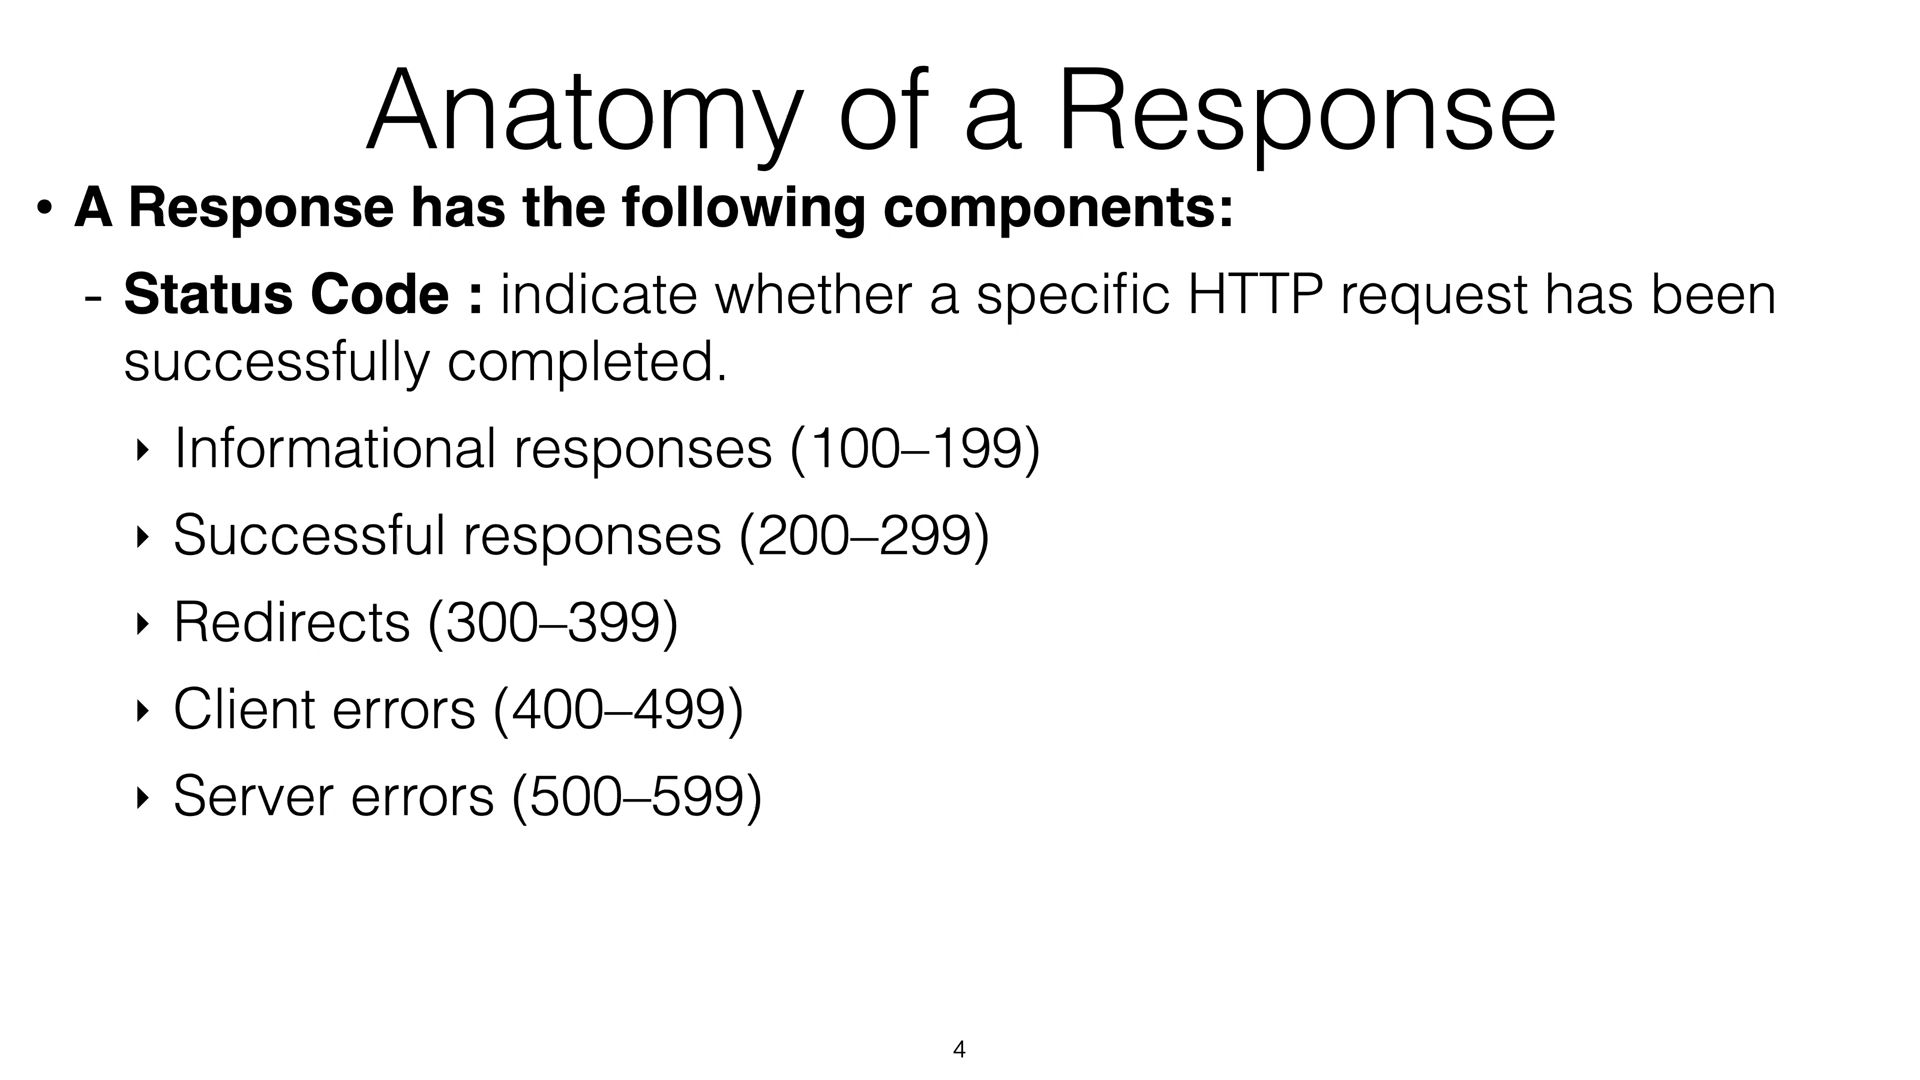 Anatomy of a Response
• A Response has the following components:
- Status Code : indicate whether a specific HTTP request has been
successfully completed.
‣ Informational responses (100–199)
‣ Successful responses (200–299)
‣ Redirects (300–399)
‣ Client errors (400–499)
‣ Server errors (500–599)
4